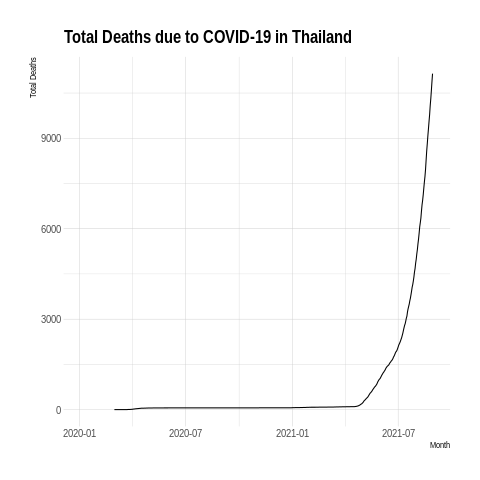 Total Deaths due to COVID-19 in Thailand
Total Deaths
9000
6000
3000
0
2020-01 2020-07 2021-01 2021-07
Month